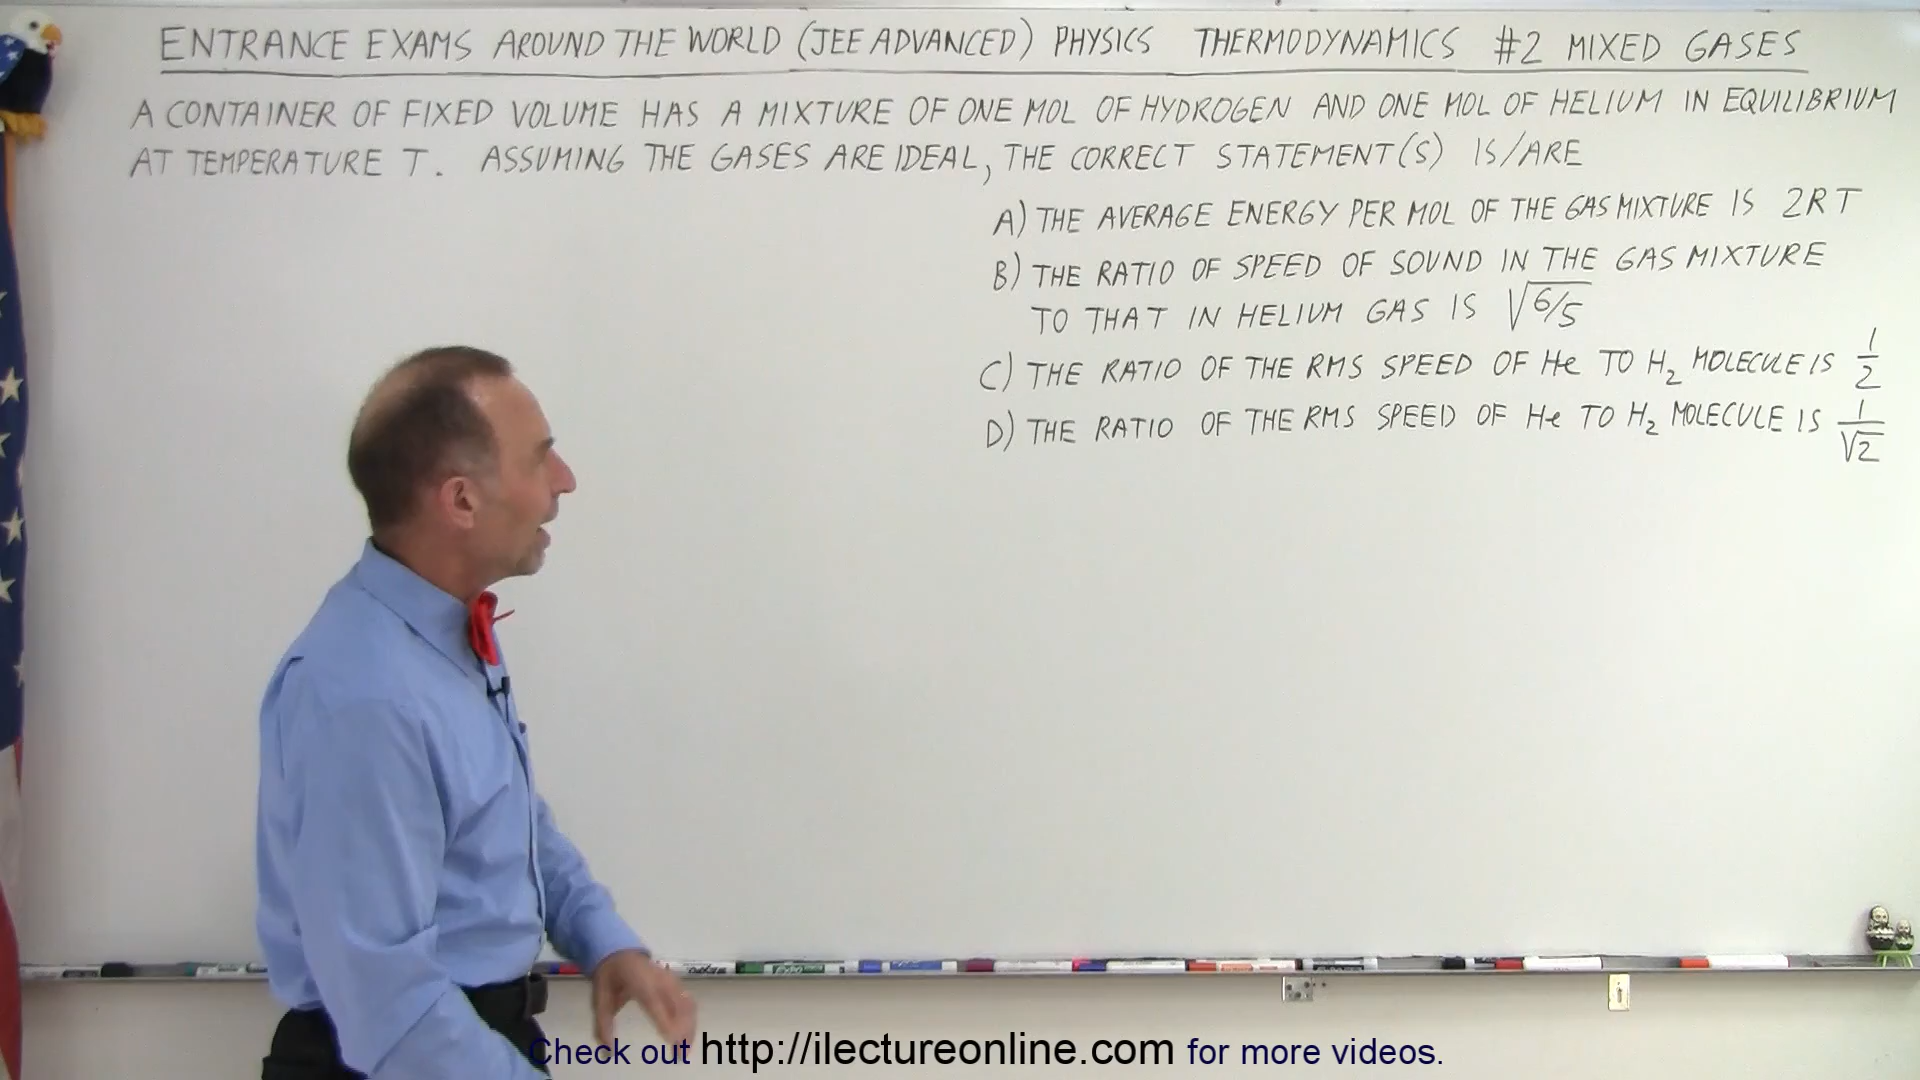 ENTRANCE EXAMS AROUND THE WORLD (JEE ADVANCED) PHYSICS THERMODYNAMICS #2 MIXED GASES
A CONTAINER OF FIXED VOLUME HAS A MIXTURE OF ONE MOL OF HYDROGEN AND ONE MOL OF HELIUM IN EQUILIBRIUM
AT TEMPERATURE T. ASSUMING THE GASES ARE IDEAL, THE CORRECT STATEMENT(S) IS/ARE
A) THE AVERAGE ENERGY PER MOL OF THE GAS MIXTURE IS 2RT
B) THE RATIO OF SPEED OF SOUND IN THE GAS MIXTURE
TO THAT IN HELIUM GAS IS √6/5
C) THE RATIO OF THE RMS SPEED OF He TO H₂ MOLECULE IS 1/2
D) THE RATIO OF THE RMS SPEED OF He TO H₂ MOLECULE IS 1/√2
Check out http://ilectureonline.com for more videos.